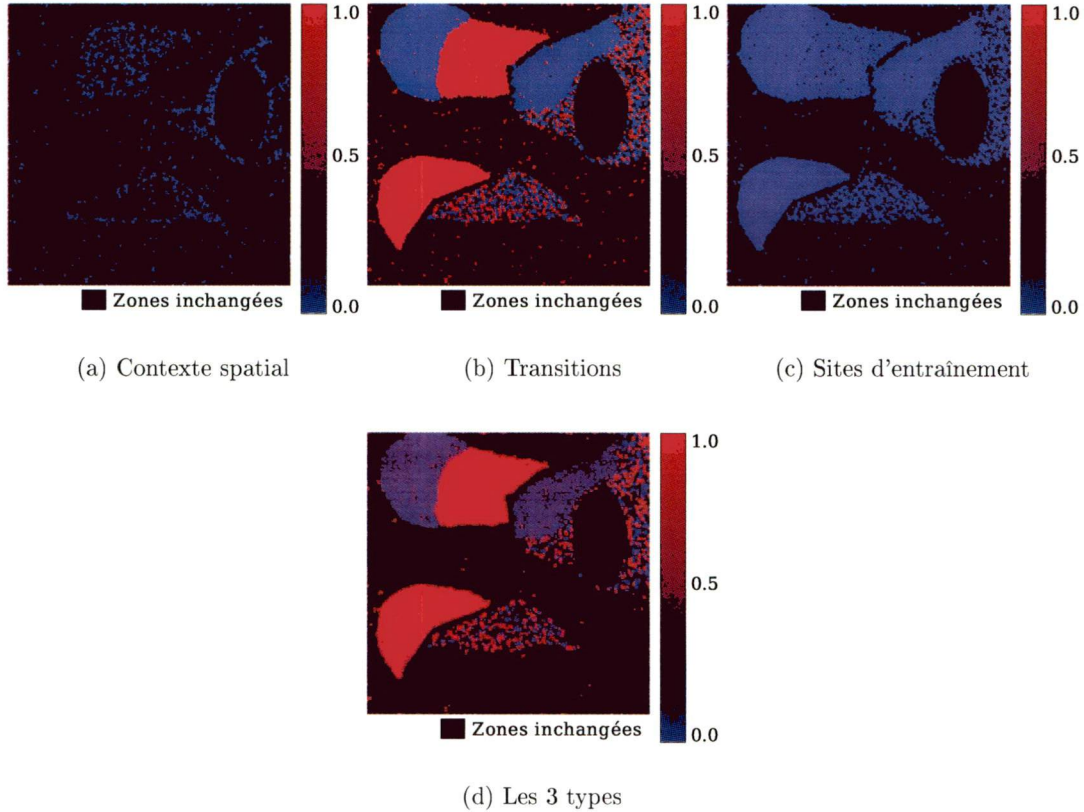 1.0
0.5
0.0
Zones inchangées
(a) Contexte spatial
1.0
0.5
0.0
Zones inchangées
(b) Transitions
1.0
0.5
0.0
Zones inchangées
(c) Sites d'entraînement
1.0
0.5
0.0
Zones inchangées
(d) Les 3 types